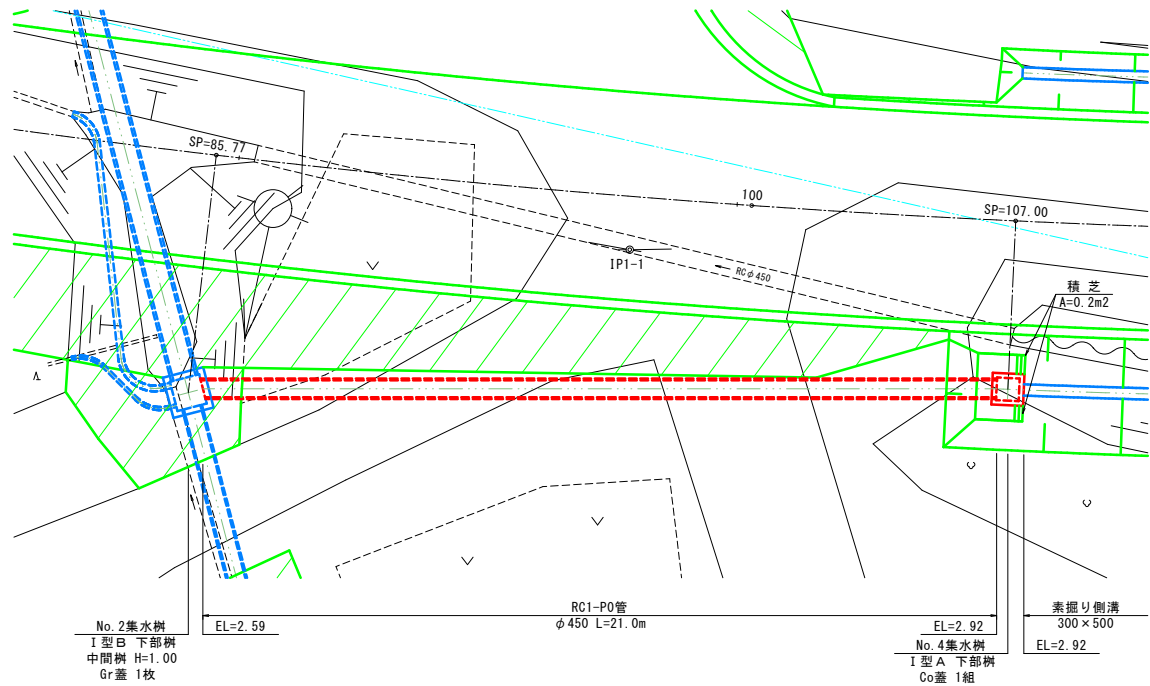 SP=85.77
100
SP=107.00
IP1-1
RCφ450
積 芝
A=0.2m2
RC1-PO管
φ450 L=21.0m
素掘り側溝
300×500
No.2集水桝
Ⅰ型B 下部桝
中間桝 H=1.00
Gr蓋 1枚
EL=2.59
EL=2.92
No.4集水桝
Ⅰ型A 下部桝
Co蓋 1組
EL=2.92